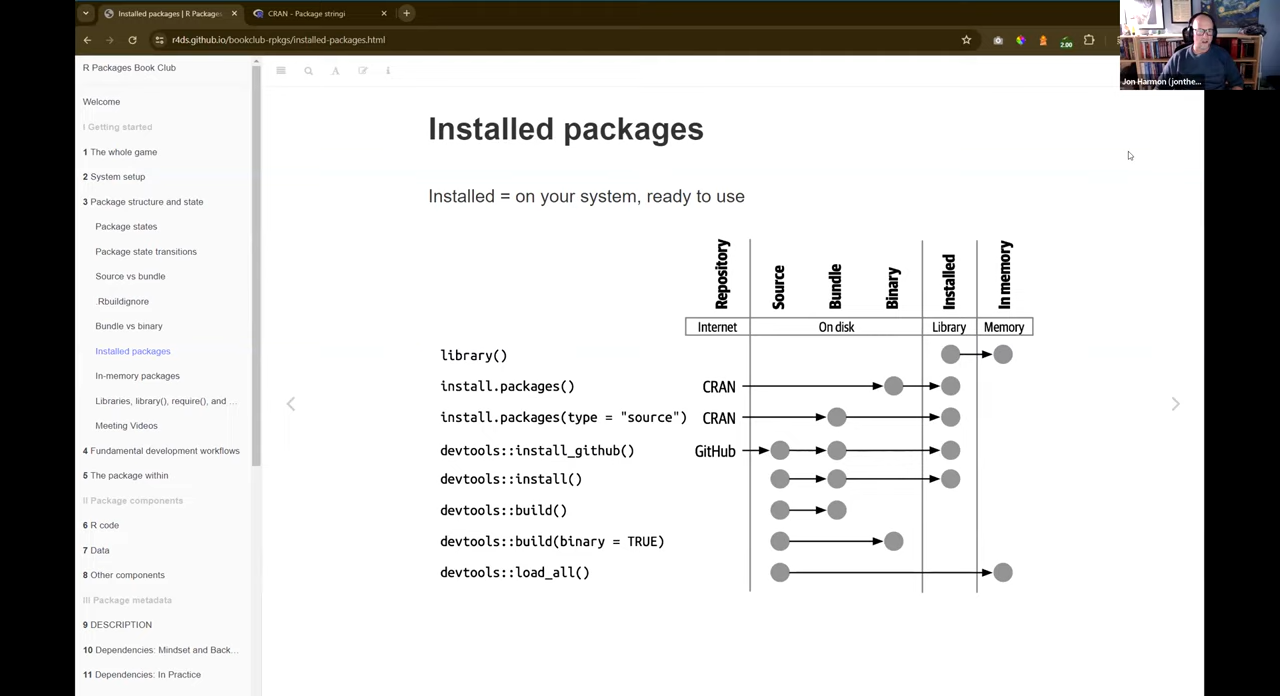 Installed packages | R Packages
CRAN - Package stringi
r4ds.github.io/bookclub-rpkgs/installed-packages.html
2.00
Jon Harmon (jonthe...
R Packages Book Club
Welcome
I Getting started
1 The whole game
2 System setup
3 Package structure and state
Package states
Package state transitions
Source vs bundle
.Rbuildignore
Bundle vs binary
Installed packages
In-memory packages
Libraries, library(), require(), and ...
Meeting Videos
4 Fundamental development workflows
5 The package within
II Package components
6 R code
7 Data
8 Other components
III Package metadata
9 DESCRIPTION
10 Dependencies: Mindset and Back...
11 Dependencies: In Practice
Installed packages
Installed = on your system, ready to use
Repository Source Bundle Binary Installed In memory
Internet On disk Library Memory
library()
install.packages() CRAN
install.packages(type = "source") CRAN
devtools::install_github() GitHub
devtools::install()
devtools::build()
devtools::build(binary = TRUE)
devtools::load_all()